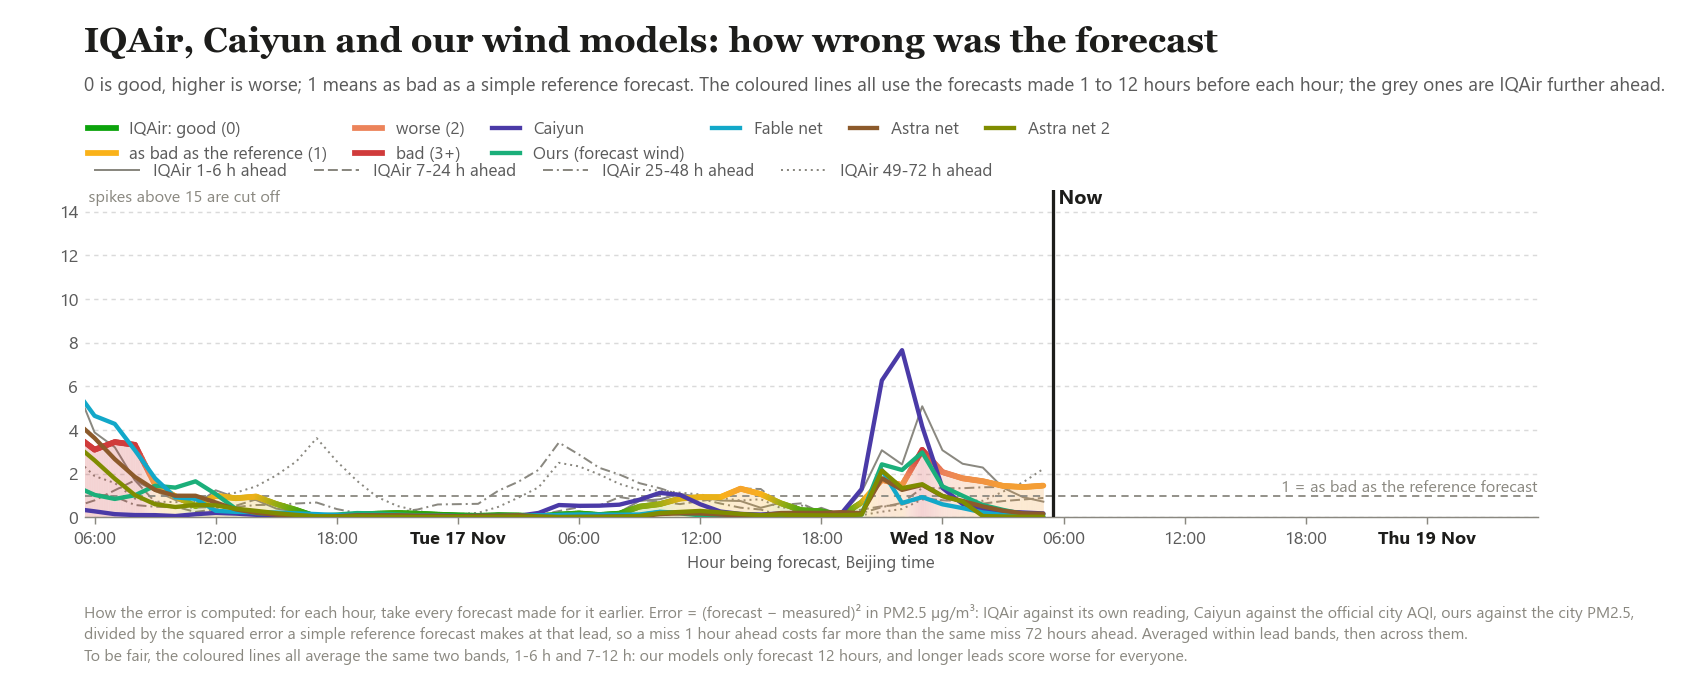 IQAir, Caiyun and our wind models: how wrong was the forecast
0 is good, higher is worse; 1 means as bad as a simple reference forecast. The coloured lines all use the forecasts made 1 to 12 hours before each hour; the grey ones are IQAir further ahead.
IQAir: good (0) worse (2) Caiyun Fable net Astra net Astra net 2
as bad as the reference (1) bad (3+) Ours (forecast wind)
IQAir 1-6 h ahead IQAir 7-24 h ahead IQAir 25-48 h ahead IQAir 49-72 h ahead
spikes above 15 are cut off
Now
14
12
10
8
6
4
2
0
1 = as bad as the reference forecast
06:00 12:00 18:00 Tue 17 Nov 06:00 12:00 18:00 Wed 18 Nov 06:00 12:00 18:00 Thu 19 Nov
Hour being forecast, Beijing time
How the error is computed: for each hour, take every forecast made for it earlier. Error = (forecast − measured)² in PM2.5 µg/m³: IQAir against its own reading, Caiyun against the official city AQI, ours against the city PM2.5,
divided by the squared error a simple reference forecast makes at that lead, so a miss 1 hour ahead costs far more than the same miss 72 hours ahead. Averaged within lead bands, then across them.
To be fair, the coloured lines all average the same two bands, 1-6 h and 7-12 h: our models only forecast 12 hours, and longer leads score worse for everyone.